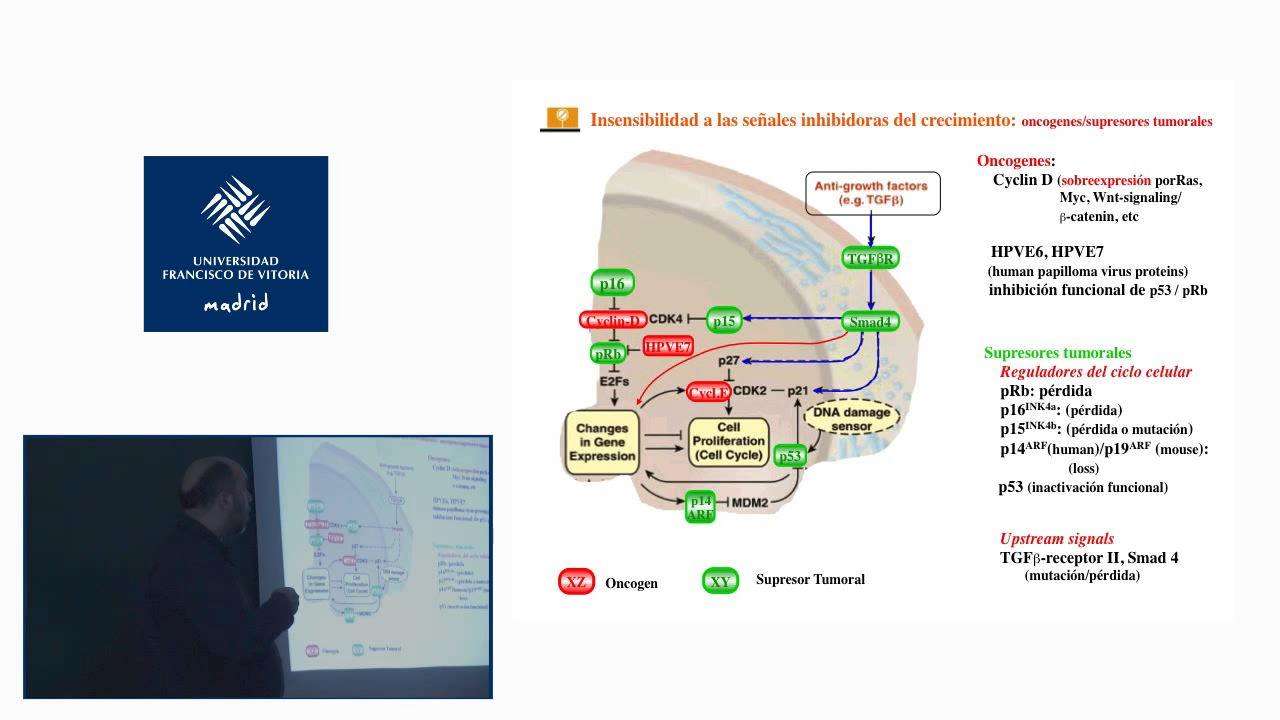 UNIVERSIDAD
FRANCISCO DE VITORIA
madrid
Insensibilidad a las señales inhibidoras del crecimiento: oncogenes/supresores tumorales
Anti-growth factors
(e.g. TGFβ)
TGFβR
p16
Cyclin-D CDK4 p15 Smad4
pRb HPVE7
p27
E2Fs
Cycl.E CDK2 p21
DNA damage
sensor
Changes
in Gene
Expression
Cell
Proliferation
(Cell Cycle)
p53
p14
ARF
MDM2
XZ Oncogen
XY Supresor Tumoral
Oncogenes:
Cyclin D (sobreexpresión porRas,
Myc, Wnt-signaling/
β-catenin, etc
HPVE6, HPVE7
(human papilloma virus proteins)
inhibición funcional de p53 / pRb
Supresores tumorales
Reguladores del ciclo celular
pRb: pérdida
p16INK4a: (pérdida)
p15INK4b: (pérdida o mutación)
p14ARF(human)/p19ARF (mouse):
(loss)
p53 (inactivación funcional)
Upstream signals
TGFβ-receptor II, Smad 4
(mutación/pérdida)